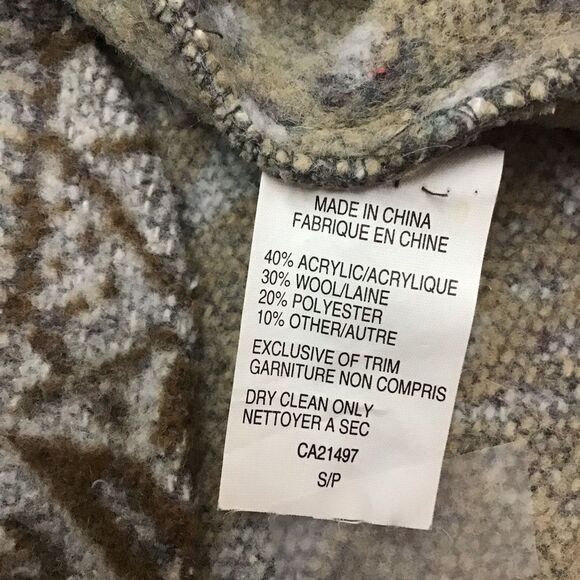 MADE IN CHINA
FABRIQUE EN CHINE
40% ACRYLIC/ACRYLIQUE
30% WOOL/LAINE
20% POLYESTER
10% OTHER/AUTRE
EXCLUSIVE OF TRIM
GARNITURE NON COMPRIS
DRY CLEAN ONLY
NETTOYER A SEC
CA21497
S/P